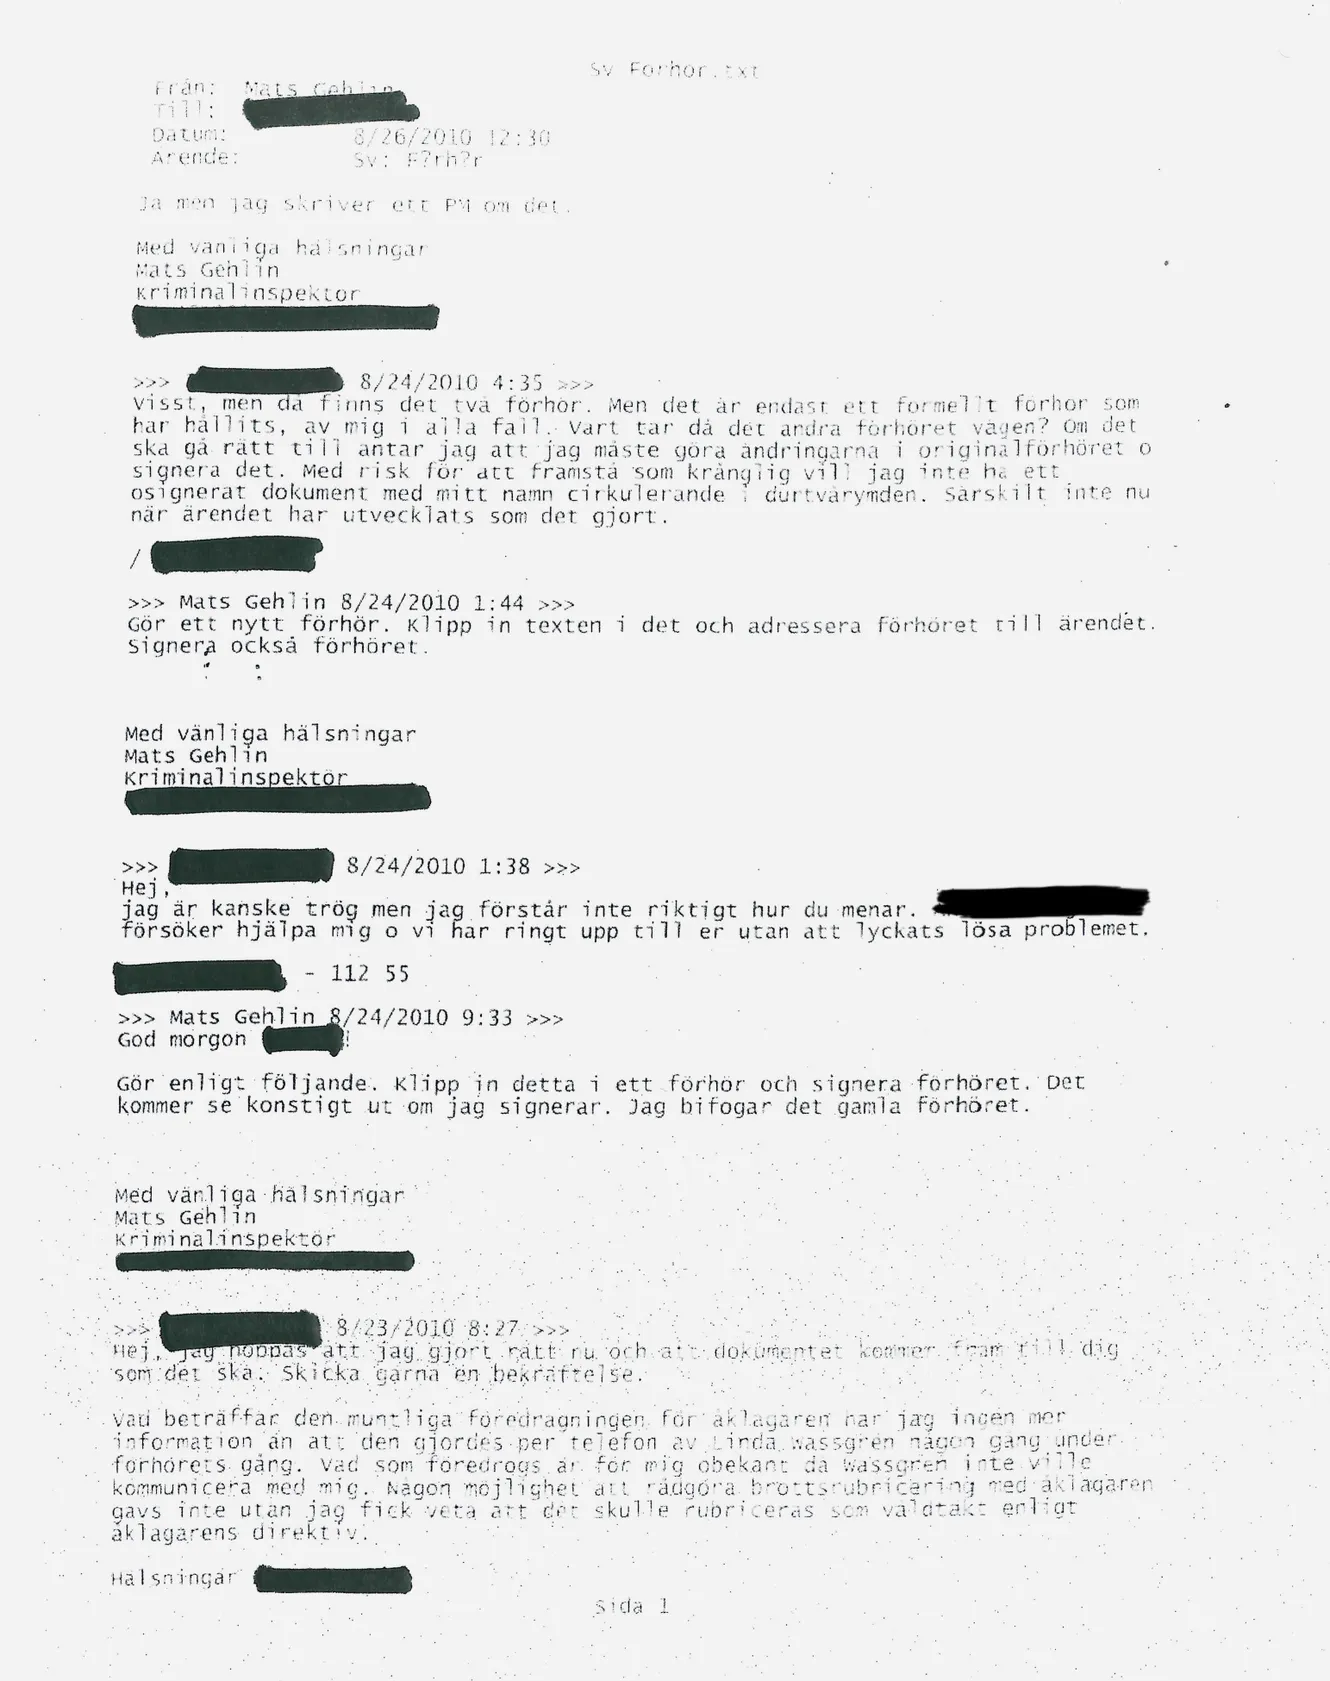 Sv Forhor.txt
Från: Mats Gehlin
Till:
Datum: 8/26/2010 12:30
Ärende: Sv: F?rh?r
Ja men jag skriver ett PM om det.
Med vänliga hälsningar
Mats Gehlin
Kriminalinspektör
>>> 8/24/2010 4:35 >>>
Visst, men då finns det två förhör. Men det är endast ett formellt förhör som
har hållits, av mig i alla fall. Vart tar då det andra förhöret vägen? Om det
ska gå rätt till antar jag att jag måste göra ändringarna i originalförhöret o
signera det. Med risk för att framstå som krånglig vill jag inte ha ett
osignerat dokument med mitt namn cirkulerande i durtvårymden. Särskilt inte nu
när ärendet har utvecklats som det gjort.
/
>>> Mats Gehlin 8/24/2010 1:44 >>>
Gör ett nytt förhör. Klipp in texten i det och adressera förhöret till ärendet.
Signera också förhöret.
Med vänliga hälsningar
Mats Gehlin
Kriminalinspektör
>>> 8/24/2010 1:38 >>>
Hej,
jag är kanske trög men jag förstår inte riktigt hur du menar.
försöker hjälpa mig o vi har ringt upp till er utan att lyckats lösa problemet.
- 112 55
>>> Mats Gehlin 8/24/2010 9:33 >>>
God morgon !
Gör enligt följande. Klipp in detta i ett förhör och signera förhöret. Det
kommer se konstigt ut om jag signerar. Jag bifogar det gamla förhöret.
Med vänliga hälsningar
Mats Gehlin
Kriminalinspektör
>>> 8/23/2010 8:27 >>>
Hej, jag hoppas att jag gjort rätt nu och att dokumentet kommer fram till dig
som det ska. Skicka gärna en bekräftelse.
Vad beträffar den muntliga föredragningen för åklagaren har jag ingen mer
information än att den gjordes per telefon av Linda Wassgren någon gång under
förhörets gång. Vad som föredrogs är för mig obekant då Wassgren inte ville
kommunicera med mig. Någon möjlighet att rådgöra brottsrubricering med åklagaren
gavs inte utan jag fick veta att det skulle rubriceras som våldtäkt enligt
åklagarens direktiv.
Hälsningar
Sida 1